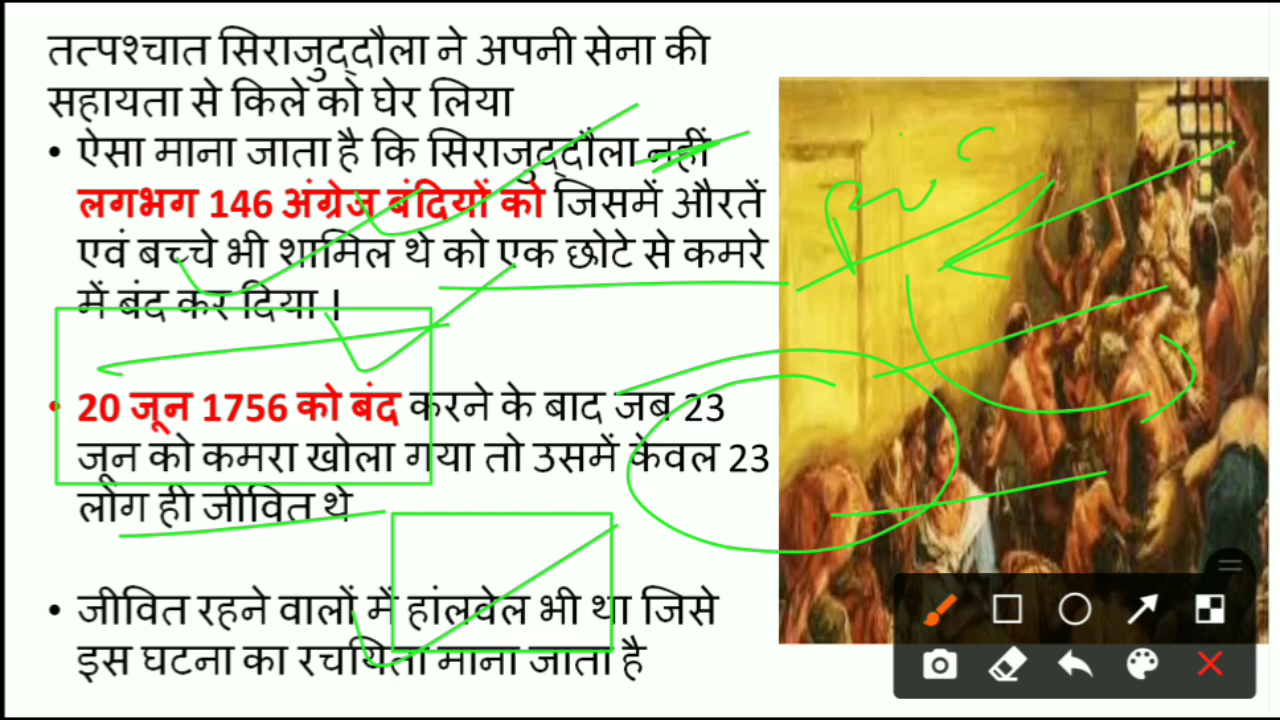 तत्पश्चात सिराजुद्दौला ने अपनी सेना की
सहायता से किले को घेर लिया
• ऐसा माना जाता है कि सिराजुद्दौला नहीं
लगभग 146 अंग्रेज बंदियों को जिसमें औरतें
एवं बच्चे भी शामिल थे को एक छोटे से कमरे
में बंद कर दिया ।
• 20 जून 1756 को बंद करने के बाद जब 23
जून को कमरा खोला गया तो उसमें केवल 23
लोग ही जीवित थे
• जीवित रहने वालों में हांलवेल भी था जिसे
इस घटना का रचयिता माना जाता है